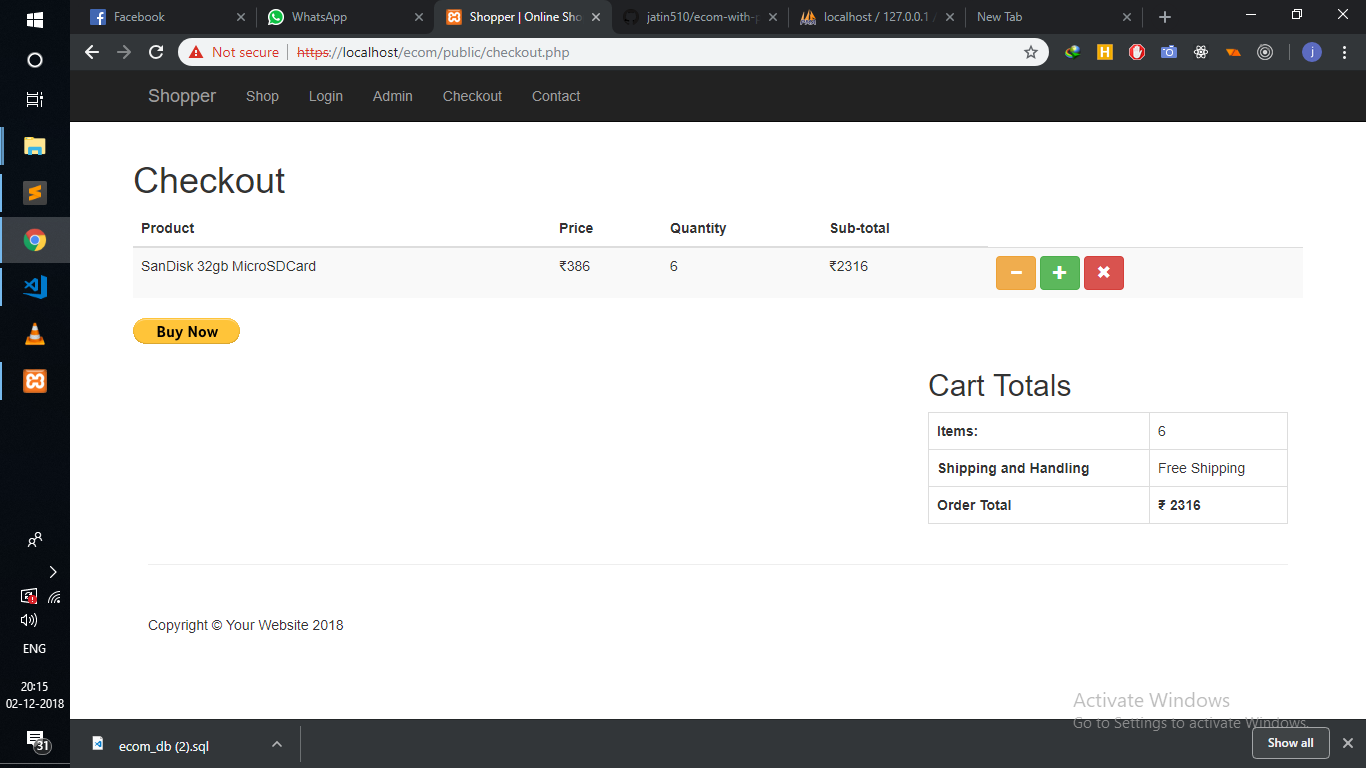 Facebook
WhatsApp
Shopper | Online Sho
jatin510/ecom-with-p
localhost / 127.0.0.1 /
New Tab
Not secure
https://localhost/ecom/public/checkout.php
H
j
Shopper Shop Login Admin Checkout Contact
Checkout
Product Price Quantity Sub-total
SanDisk 32gb MicroSDCard ₹386 6 ₹2316
Buy Now
Cart Totals
Items: 6
Shipping and Handling Free Shipping
Order Total ₹ 2316
Copyright © Your Website 2018
ENG
20:15
02-12-2018
31
Activate Windows
Go to Settings to activate Windows.
ecom_db (2).sql
Show all